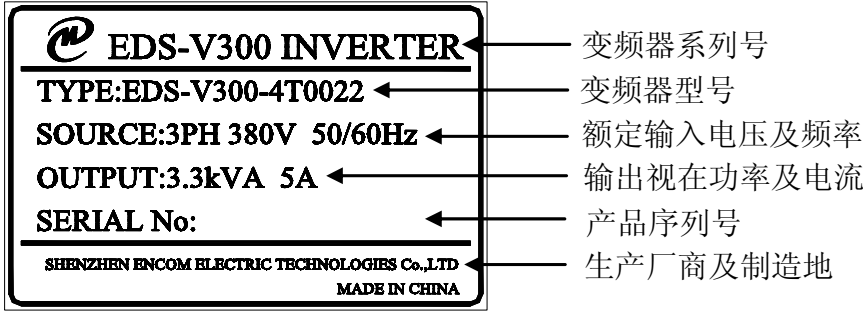 EDS-V300 INVERTER 变频器系列号
TYPE:EDS-V300-4T0022 变频器型号
SOURCE:3PH 380V 50/60Hz 额定输入电压及频率
OUTPUT:3.3kVA 5A 输出视在功率及电流
SERIAL No: 产品序列号
SHENZHEN ENCOM ELECTRIC TECHNOLOGIES Co.,LTD 生产厂商及制造地
MADE IN CHINA